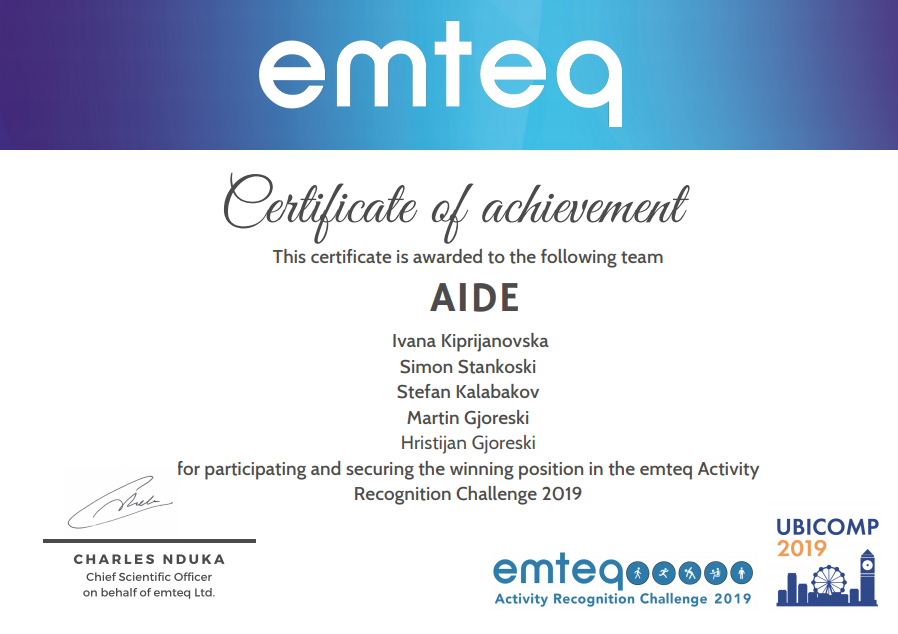 emteq
Certificate of achievement
This certificate is awarded to the following team
AIDE
Ivana Kiprijanovska
Simon Stankoski
Stefan Kalabakov
Martin Gjoreski
Hristijan Gjoreski
for participating and securing the winning position in the emteq Activity
Recognition Challenge 2019
CHARLES NDUKA
Chief Scientific Officer
on behalf of emteq Ltd.
emteq
Activity Recognition Challenge 2019
UBICOMP
2019